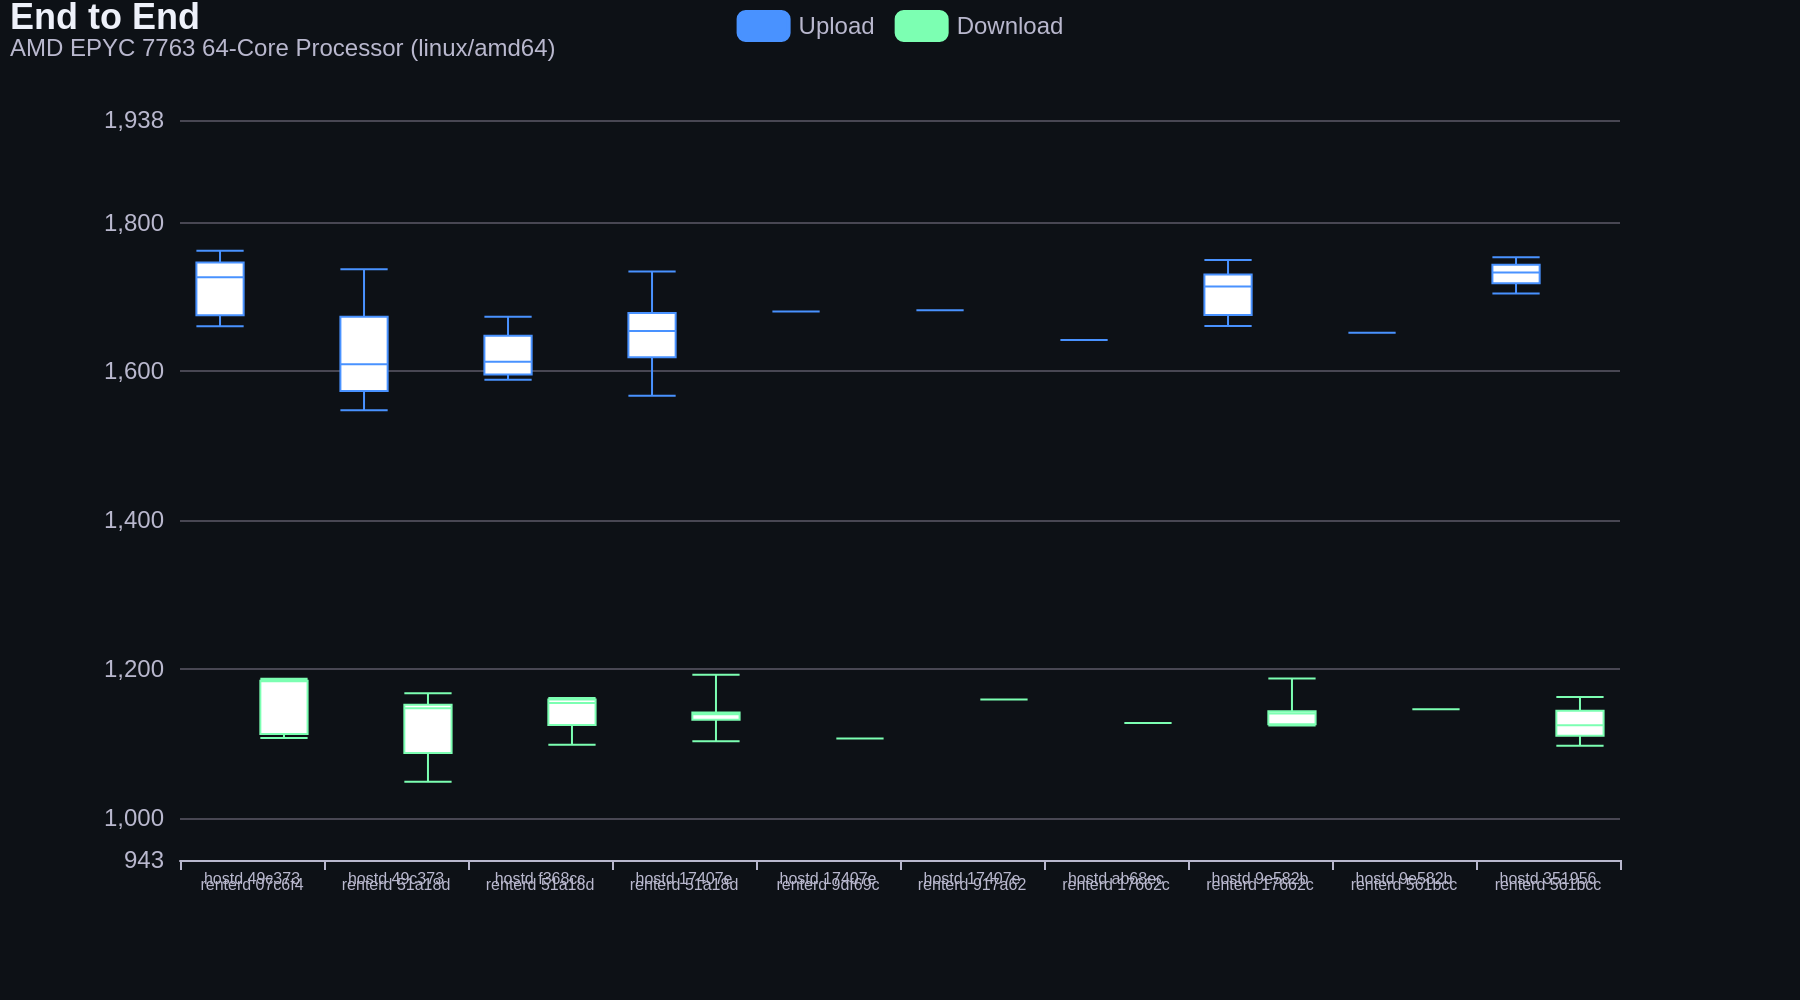 End to End
AMD EPYC 7763 64-Core Processor (linux/amd64)
Upload
Download
1,938
1,800
1,600
1,400
1,200
1,000
943
hostd 49c373
renterd 07c6f4
hostd 49c373
renterd 51a18d
hostd f368cc
renterd 51a18d
hostd 17407e
renterd 51a18d
hostd 17407e
renterd 9df69c
hostd 17407e
renterd 917a62
hostd ab68ec
renterd 17662c
hostd 9e582b
renterd 17662c
hostd 9e582b
renterd 561bcc
hostd 351956
renterd 561bcc